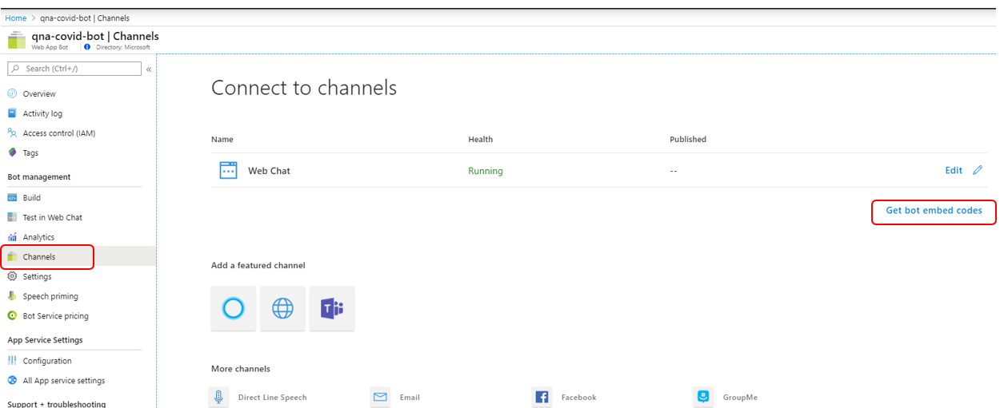 Home > qna-covid-bot | Channels
qna-covid-bot | Channels
Web App Bot | Directory: Microsoft
Search (Ctrl+/) «
Overview
Activity log
Access control (IAM)
Tags
Bot management
Build
Test in Web Chat
Analytics
Channels
Settings
Speech priming
Bot Service pricing
App Service Settings
Configuration
All App service settings
Support + troubleshooting
Connect to channels
Name Health Published
Web Chat Running -- Edit
Get bot embed codes
Add a featured channel
More channels
Direct Line Speech Email Facebook GroupMe